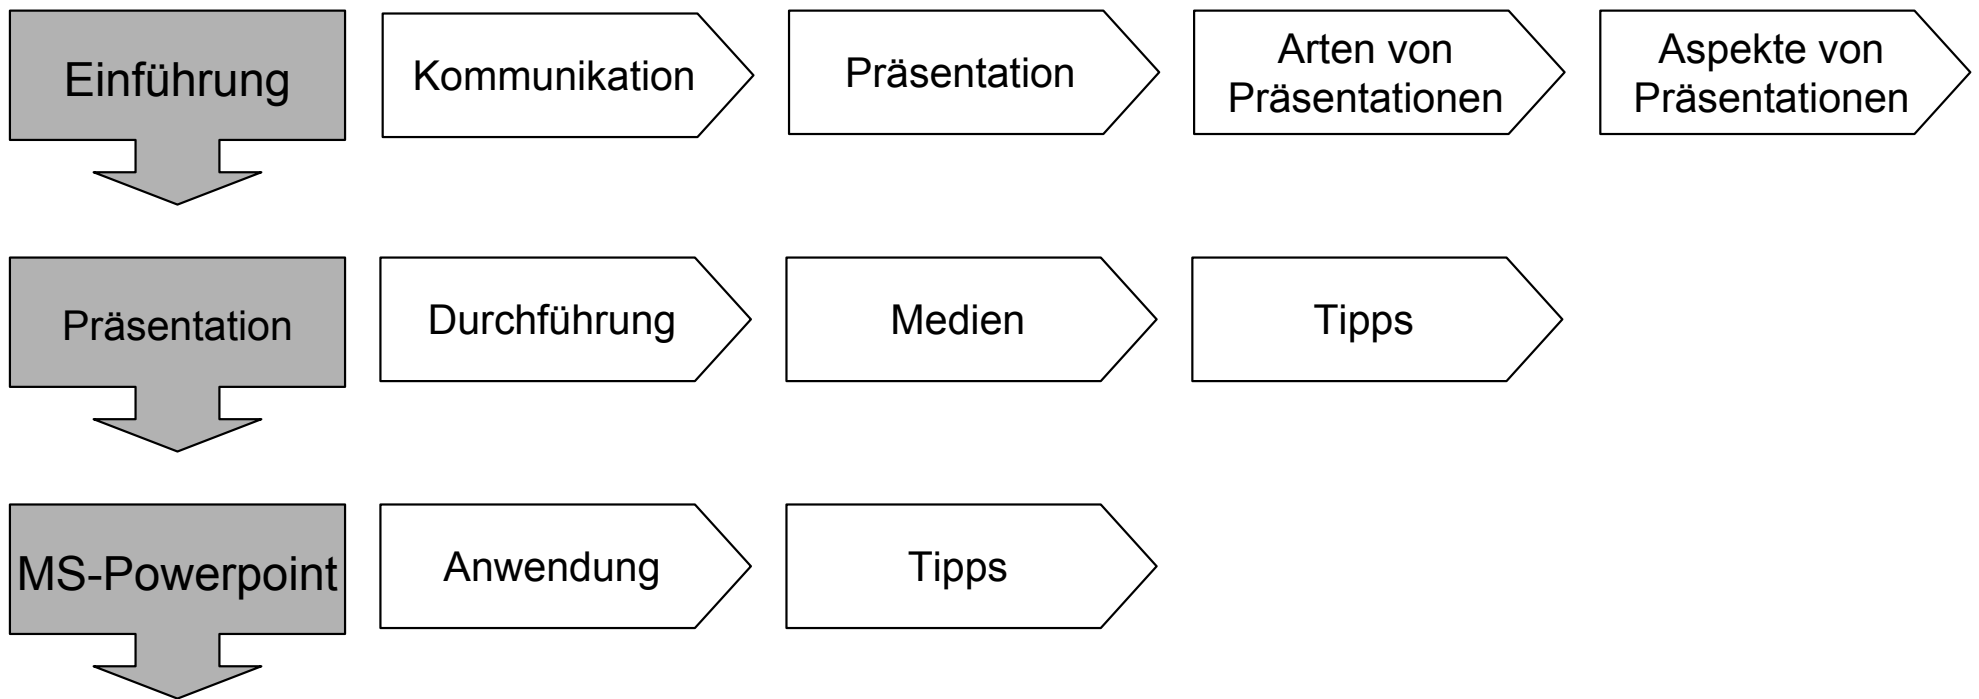 Einführung
Kommunikation
Präsentation
Arten von
Präsentationen
Aspekte von
Präsentationen
Präsentation
Durchführung
Medien
Tipps
MS-Powerpoint
Anwendung
Tipps